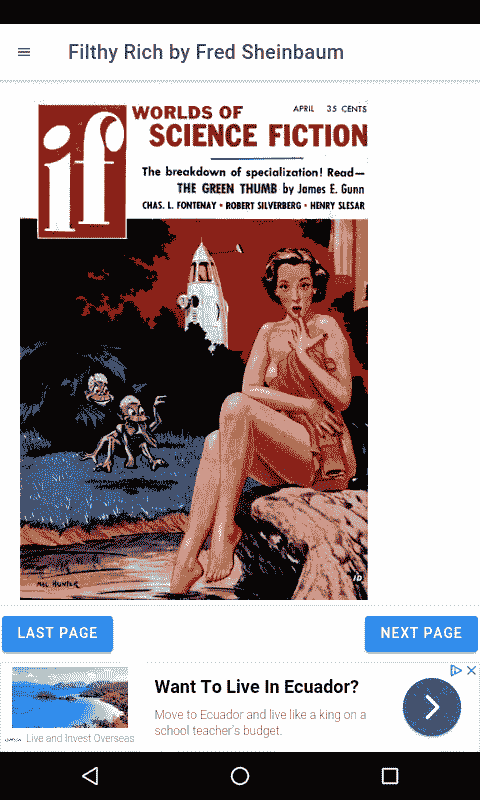 Filthy Rich by Fred Sheinbaum
if
WORLDS OF
APRIL 35 CENTS
SCIENCE FICTION
The breakdown of specialization! Read—
THE GREEN THUMB by James E. Gunn
CHAS. L. FONTENAY • ROBERT SILVERBERG • HENRY SLESAR
MEL HUNTER
LAST PAGE
NEXT PAGE
Want To Live In Ecuador?
Move to Ecuador and live like a king on a
school teacher's budget.
Live and Invest Overseas